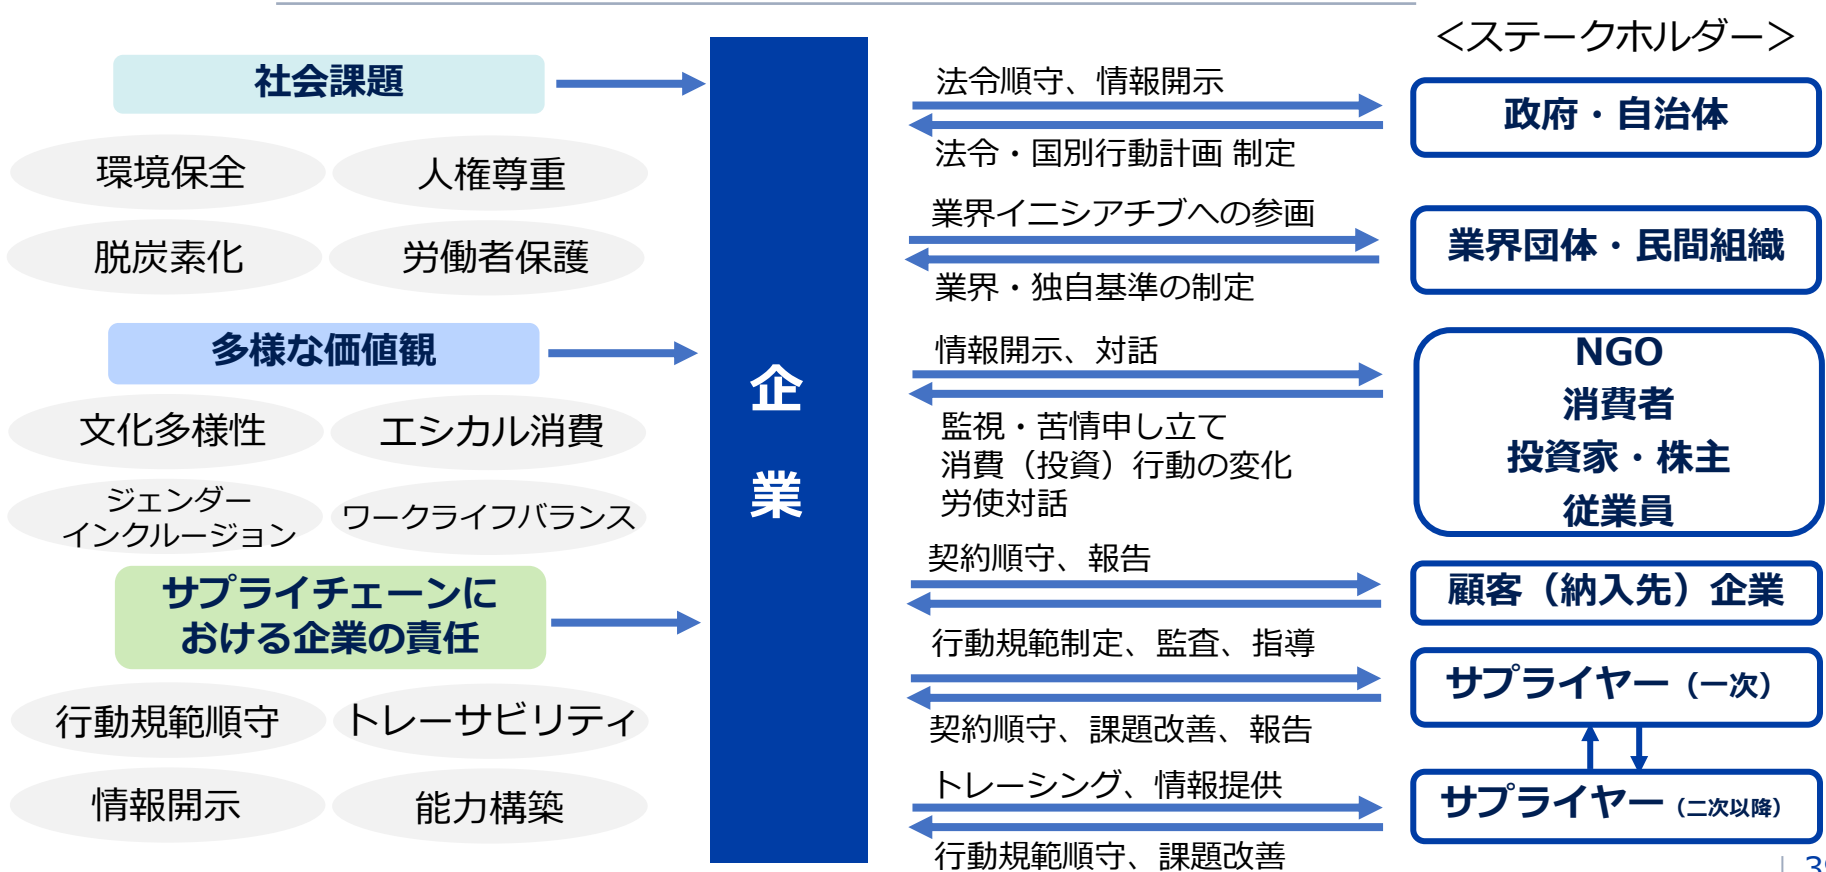 ＜ステークホルダー＞
社会課題
環境保全
人権尊重
脱炭素化
労働者保護
多様な価値観
文化多様性
エシカル消費
ジェンダー
インクルージョン
ワークライフバランス
サプライチェーンに
おける企業の責任
行動規範順守
トレーサビリティ
情報開示
能力構築
企
業
法令順守、情報開示
法令・国別行動計画 制定
政府・自治体
業界イニシアチブへの参画
業界・独自基準の制定
業界団体・民間組織
情報開示、対話
監視・苦情申し立て
消費（投資）行動の変化
労使対話
NGO
消費者
投資家・株主
従業員
契約順守、報告
顧客（納入先）企業
行動規範制定、監査、指導
契約順守、課題改善、報告
サプライヤー（一次）
トレーシング、情報提供
行動規範順守、課題改善
サプライヤー（二次以降）